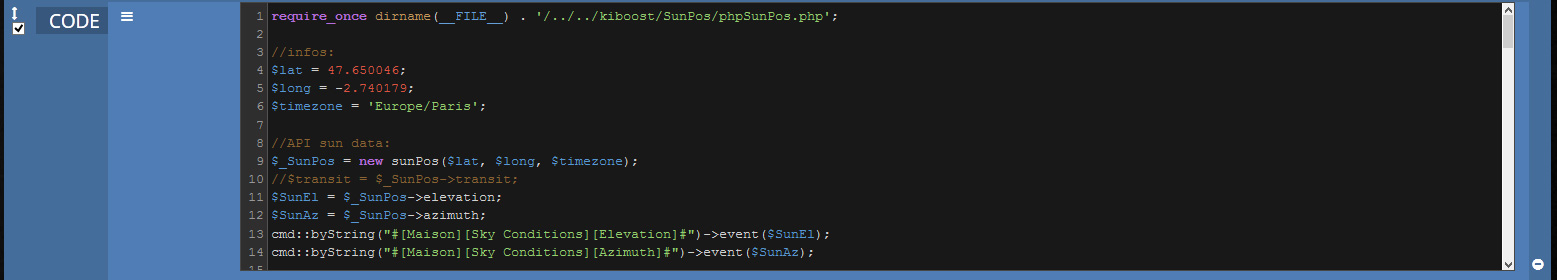 CODE
1 require_once dirname(__FILE__) . '/../../kiboost/SunPos/phpSunPos.php';
2
3 //infos:
4 $lat = 47.650046;
5 $long = -2.740179;
6 $timezone = 'Europe/Paris';
7
8 //API sun data:
9 $_SunPos = new sunPos($lat, $long, $timezone);
10 //$transit = $_SunPos->transit;
11 $SunEl = $_SunPos->elevation;
12 $SunAz = $_SunPos->azimuth;
13 cmd::byString("#[Maison][Sky Conditions][Elevation]#")->event($SunEl);
14 cmd::byString("#[Maison][Sky Conditions][Azimuth]#")->event($SunAz);
15